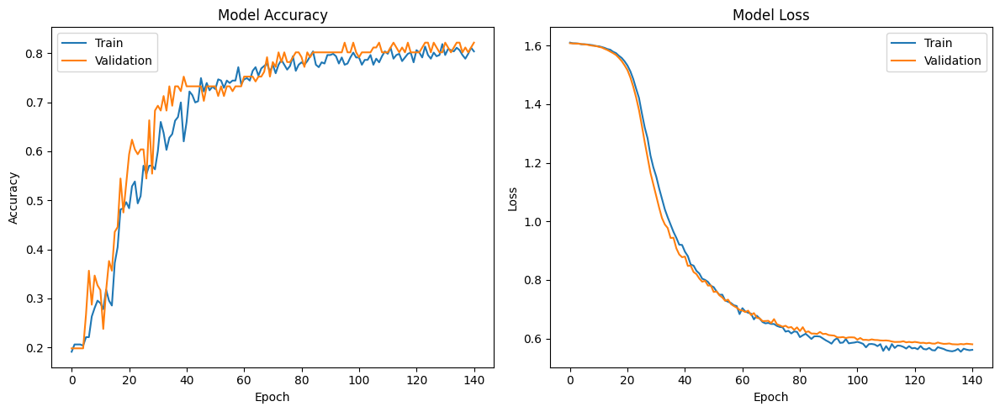 Model Accuracy
Train
Validation
0.8
0.7
0.6
0.5
0.4
0.3
0.2
Accuracy
0 20 40 60 80 100 120 140
Epoch
Model Loss
Train
Validation
1.6
1.4
1.2
1.0
0.8
0.6
Loss
0 20 40 60 80 100 120 140
Epoch